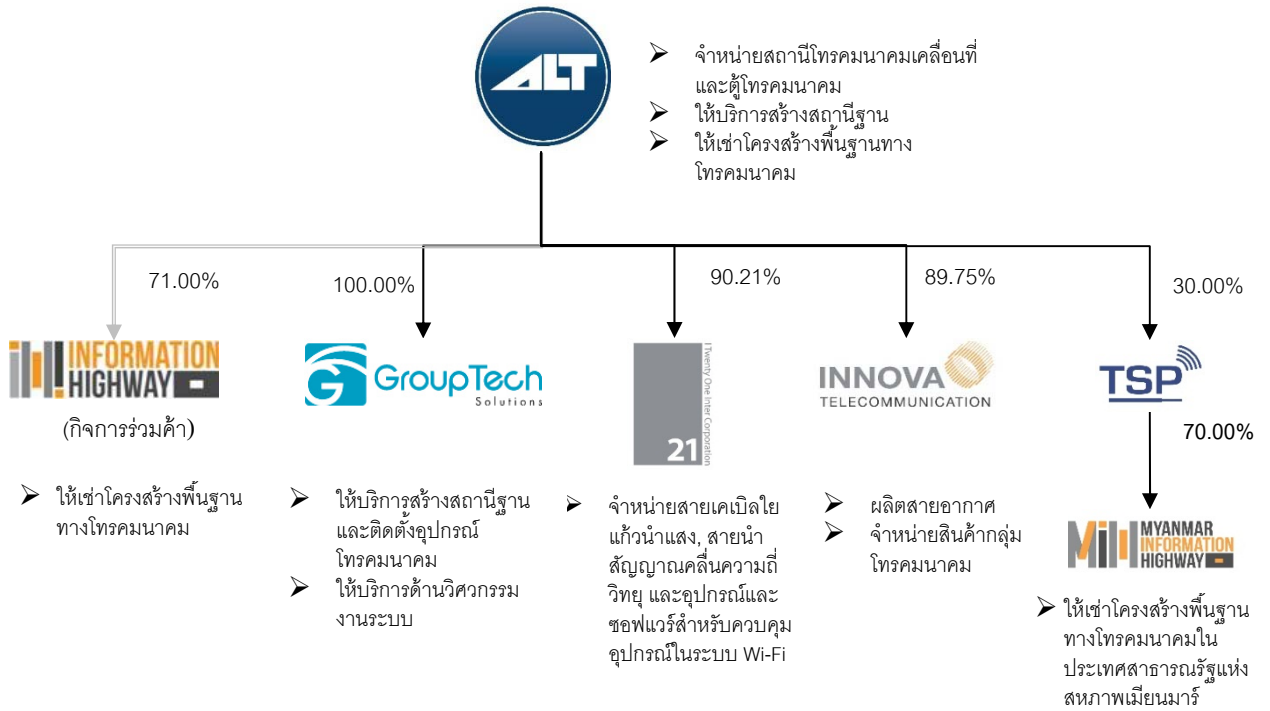 ALT
➢ จำหน่ายสถานีโทรคมนาคมเคลื่อนที่
และตู้โทรคมนาคม
➢ ให้บริการสร้างสถานีฐาน
➢ ให้เช่าโครงสร้างพื้นฐานทาง
โทรคมนาคม
71.00%
100.00%
90.21%
89.75%
30.00%
INFORMATION
HIGHWAY
(กิจการร่วมค้า)
➢ ให้เช่าโครงสร้างพื้นฐาน
ทางโทรคมนาคม
GroupTech
Solutions
➢ ให้บริการสร้างสถานีฐาน
และติดตั้งอุปกรณ์
โทรคมนาคม
➢ ให้บริการด้านวิศวกรรม
งานระบบ
I Twenty One Inter Corporation
21
➢ จำหน่ายสายเคเบิลใย
แก้วนำแสง, สายนำ
สัญญาณคลื่นความถี่
วิทยุ และอุปกรณ์และ
ซอฟแวร์สำหรับควบคุม
อุปกรณ์ในระบบ Wi-Fi
INNOVA
TELECOMMUNICATION
➢ ผลิตสายอากาศ
➢ จำหน่ายสินค้ากลุ่ม
โทรคมนาคม
TSP
70.00%
MYANMAR
INFORMATION
HIGHWAY
➢ ให้เช่าโครงสร้างพื้นฐาน
ทางโทรคมนาคมใน
ประเทศสาธารณรัฐแห่ง
สหภาพเมียนมาร์